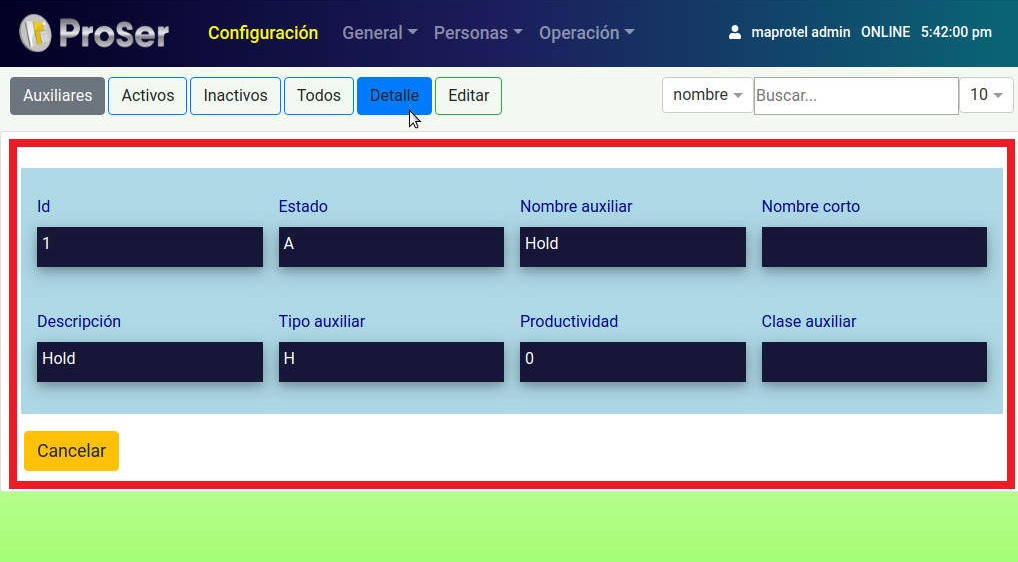 ProSer Configuración General Personas Operación maprotel admin ONLINE 5:42:00 pm
Auxiliares Activos Inactivos Todos Detalle Editar nombre Buscar... 10
Id Estado Nombre auxiliar Nombre corto
1 A Hold
Descripción Tipo auxiliar Productividad Clase auxiliar
Hold H 0
Cancelar